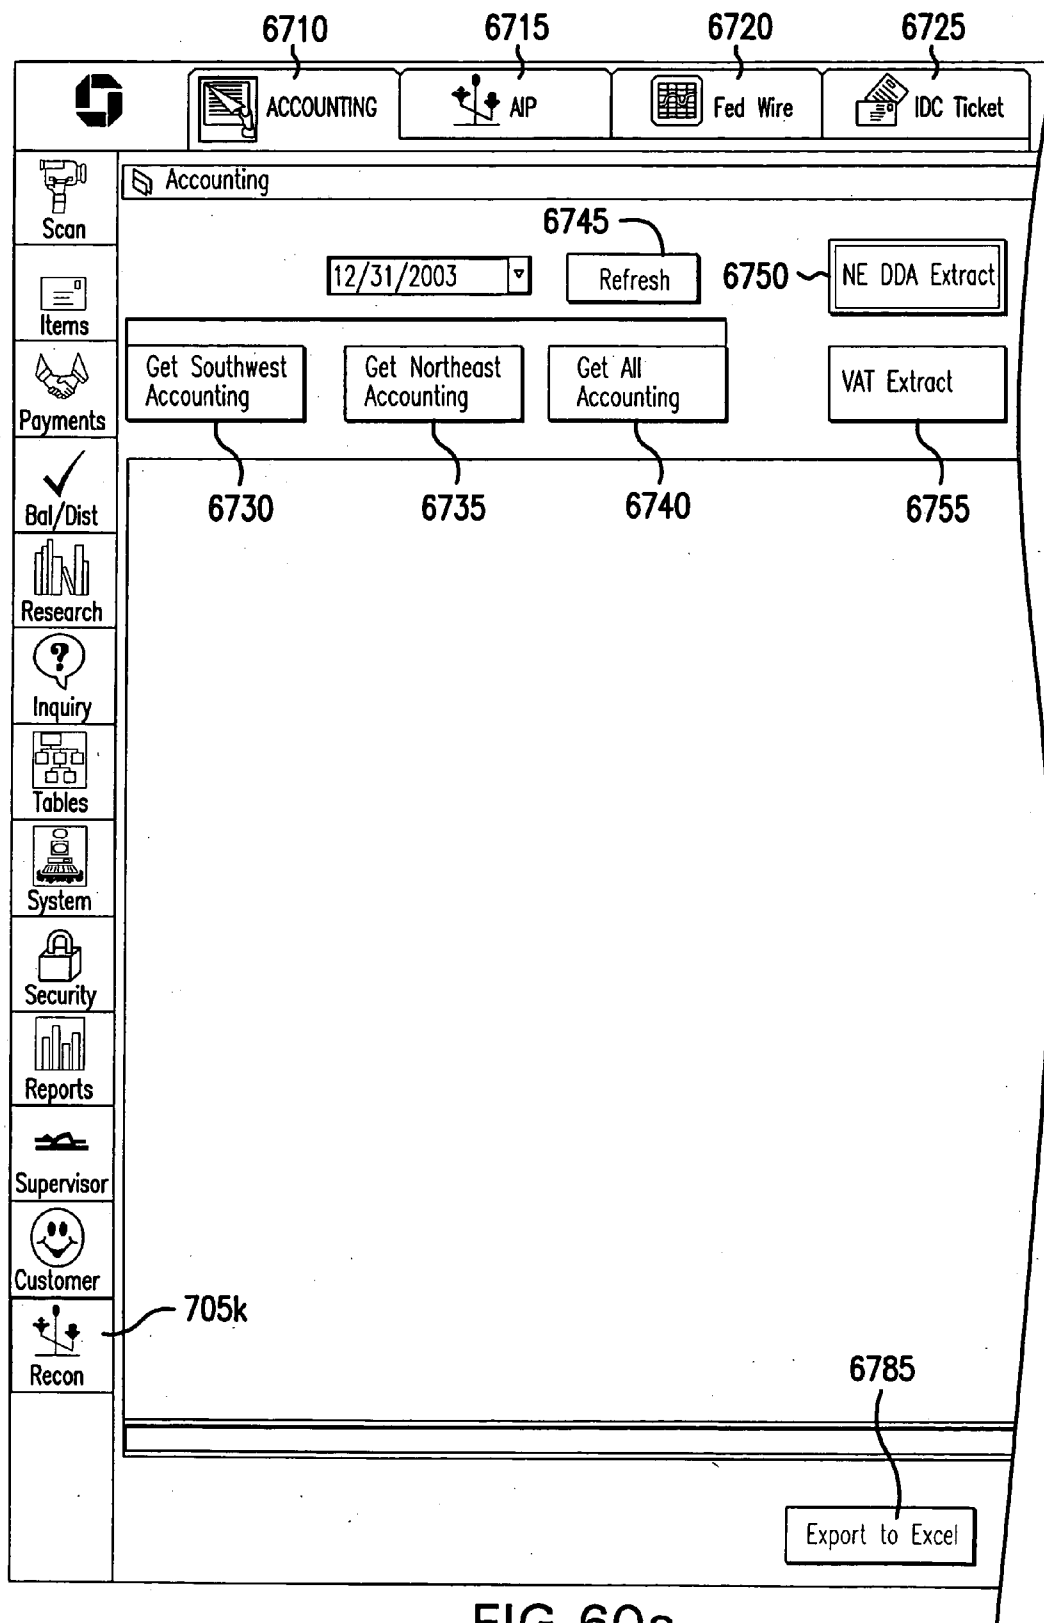 6710
6715
6720
6725
ACCOUNTING
AIP
Fed Wire
IDC Ticket
Scan
Accounting
6745
12/31/2003
Refresh
6750
NE DDA Extract
Items
Get Southwest
Accounting
Get Northeast
Accounting
Get All
Accounting
VAT Extract
Payments
6730
6735
6740
6755
Bal/Dist
Research
?
Inquiry
Tables
System
Security
Reports
Supervisor
Customer
705k
Recon
6785
Export to Excel